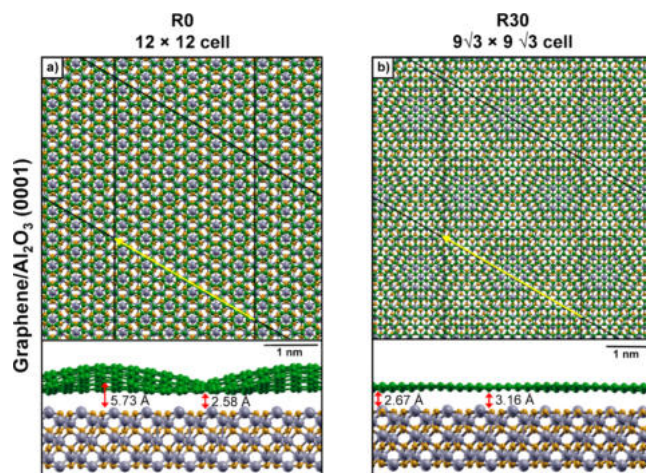 R0
12 × 12 cell
R30
9√3 × 9 √3 cell
a)
b)
Graphene/Al₂O₃ (0001)
1 nm
1 nm
5.73 Å
2.58 Å
2.67 Å
3.16 Å